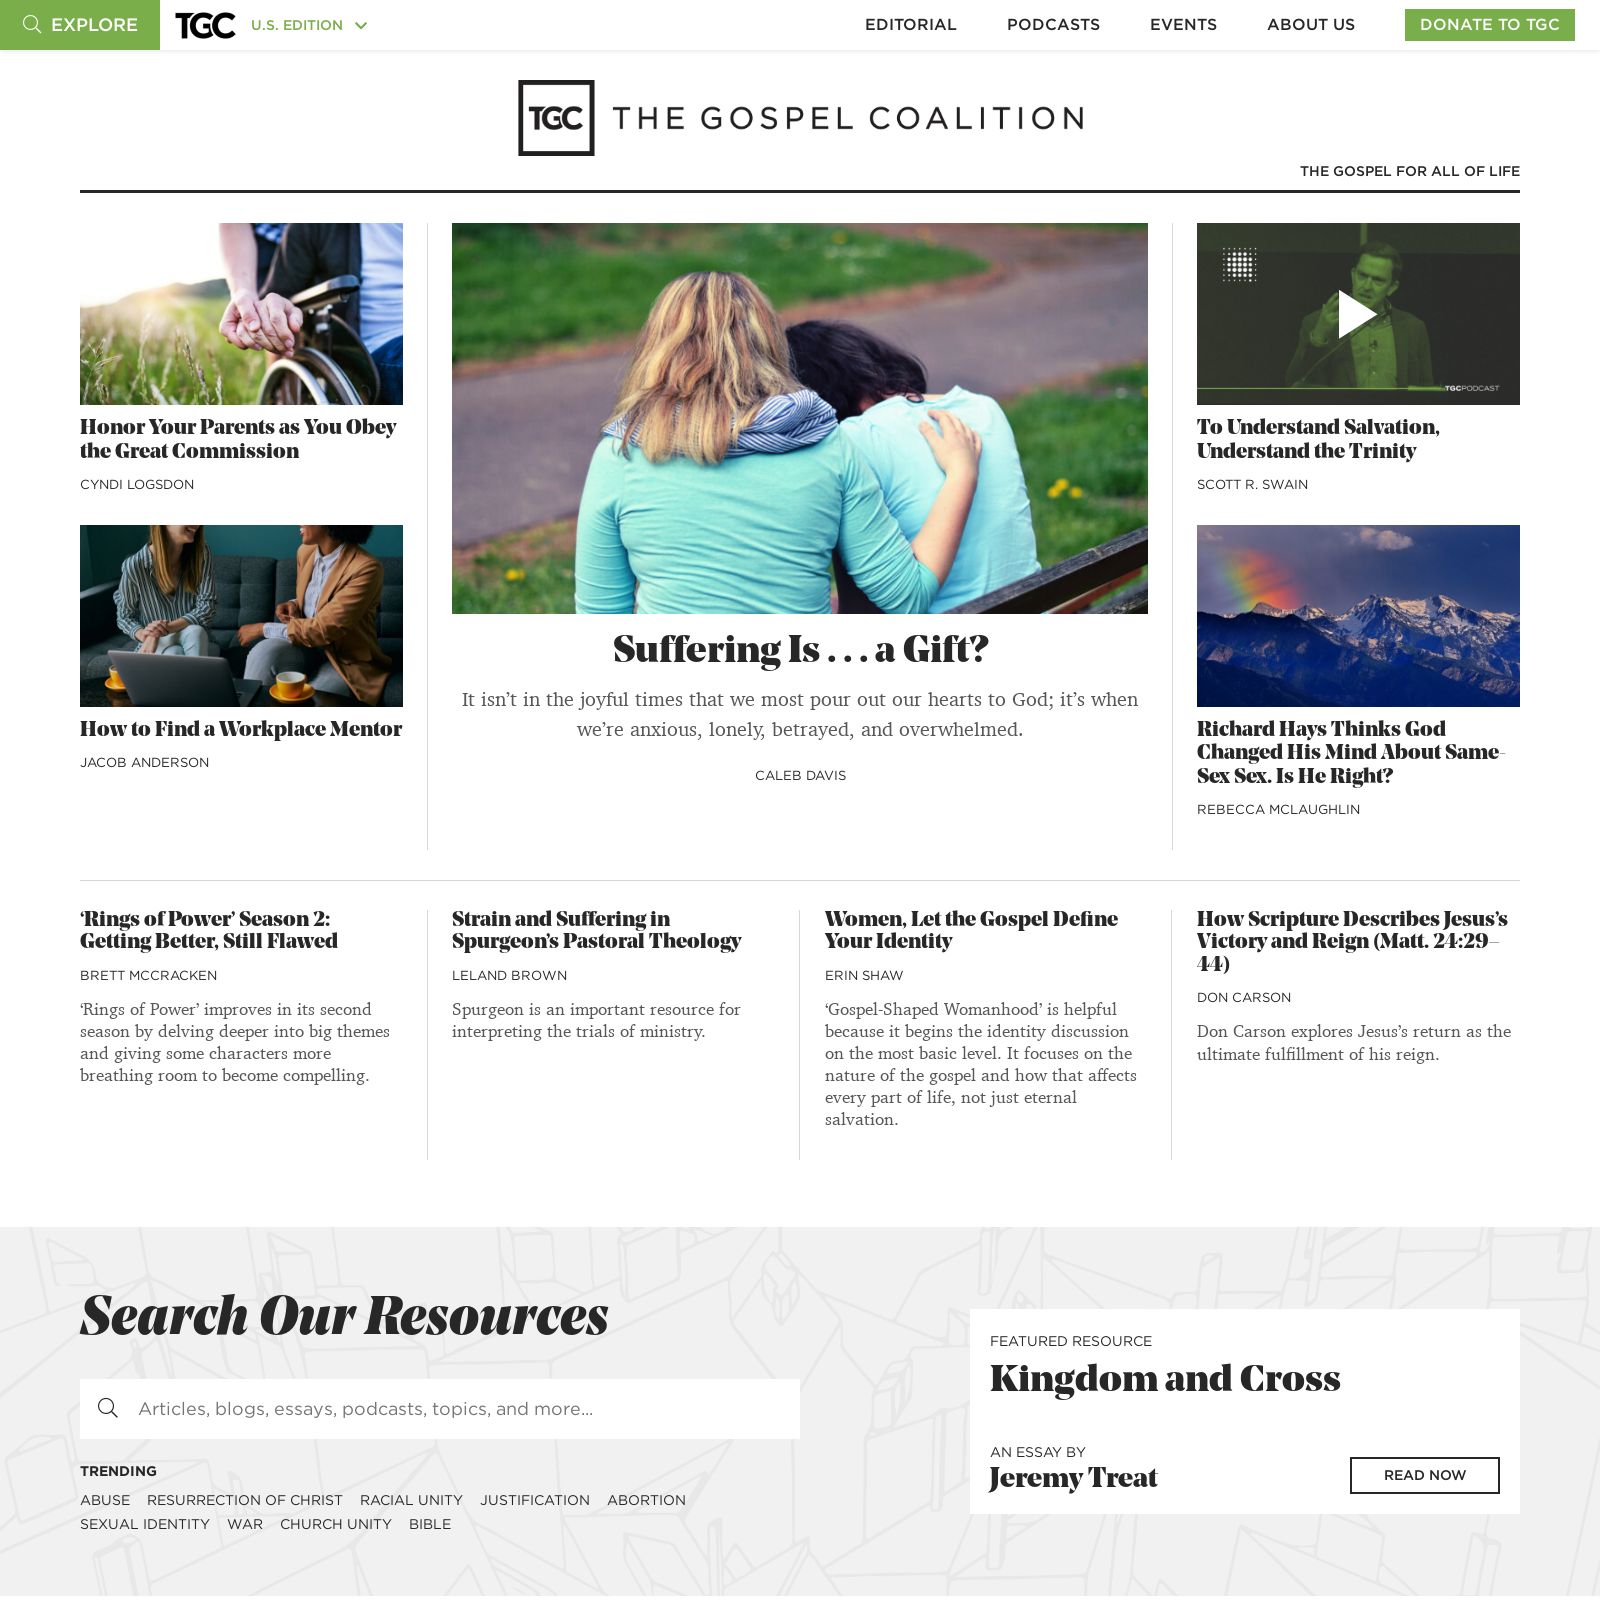 EXPLORE
TGC
U.S. EDITION
EDITORIAL
PODCASTS
EVENTS
ABOUT US
DONATE TO TGC
TGC
THE GOSPEL COALITION
THE GOSPEL FOR ALL OF LIFE
Honor Your Parents as You Obey
the Great Commission
CYNDI LOGSDON
How to Find a Workplace Mentor
JACOB ANDERSON
Suffering Is . . . a Gift?
It isn’t in the joyful times that we most pour out our hearts to God; it’s when
we’re anxious, lonely, betrayed, and overwhelmed.
CALEB DAVIS
TGCPODCAST
To Understand Salvation,
Understand the Trinity
SCOTT R. SWAIN
Richard Hays Thinks God
Changed His Mind About Same-
Sex Sex. Is He Right?
REBECCA MCLAUGHLIN
‘Rings of Power’ Season 2:
Getting Better, Still Flawed
BRETT MCCRACKEN
‘Rings of Power’ improves in its second
season by delving deeper into big themes
and giving some characters more
breathing room to become compelling.
Strain and Suffering in
Spurgeon’s Pastoral Theology
LELAND BROWN
Spurgeon is an important resource for
interpreting the trials of ministry.
Women, Let the Gospel Define
Your Identity
ERIN SHAW
‘Gospel-Shaped Womanhood’ is helpful
because it begins the identity discussion
on the most basic level. It focuses on the
nature of the gospel and how that affects
every part of life, not just eternal
salvation.
How Scripture Describes Jesus’s
Victory and Reign (Matt. 24:29–
44)
DON CARSON
Don Carson explores Jesus’s return as the
ultimate fulfillment of his reign.
Search Our Resources
Articles, blogs, essays, podcasts, topics, and more...
TRENDING
ABUSE RESURRECTION OF CHRIST RACIAL UNITY JUSTIFICATION ABORTION
SEXUAL IDENTITY WAR CHURCH UNITY BIBLE
FEATURED RESOURCE
Kingdom and Cross
AN ESSAY BY
Jeremy Treat
READ NOW